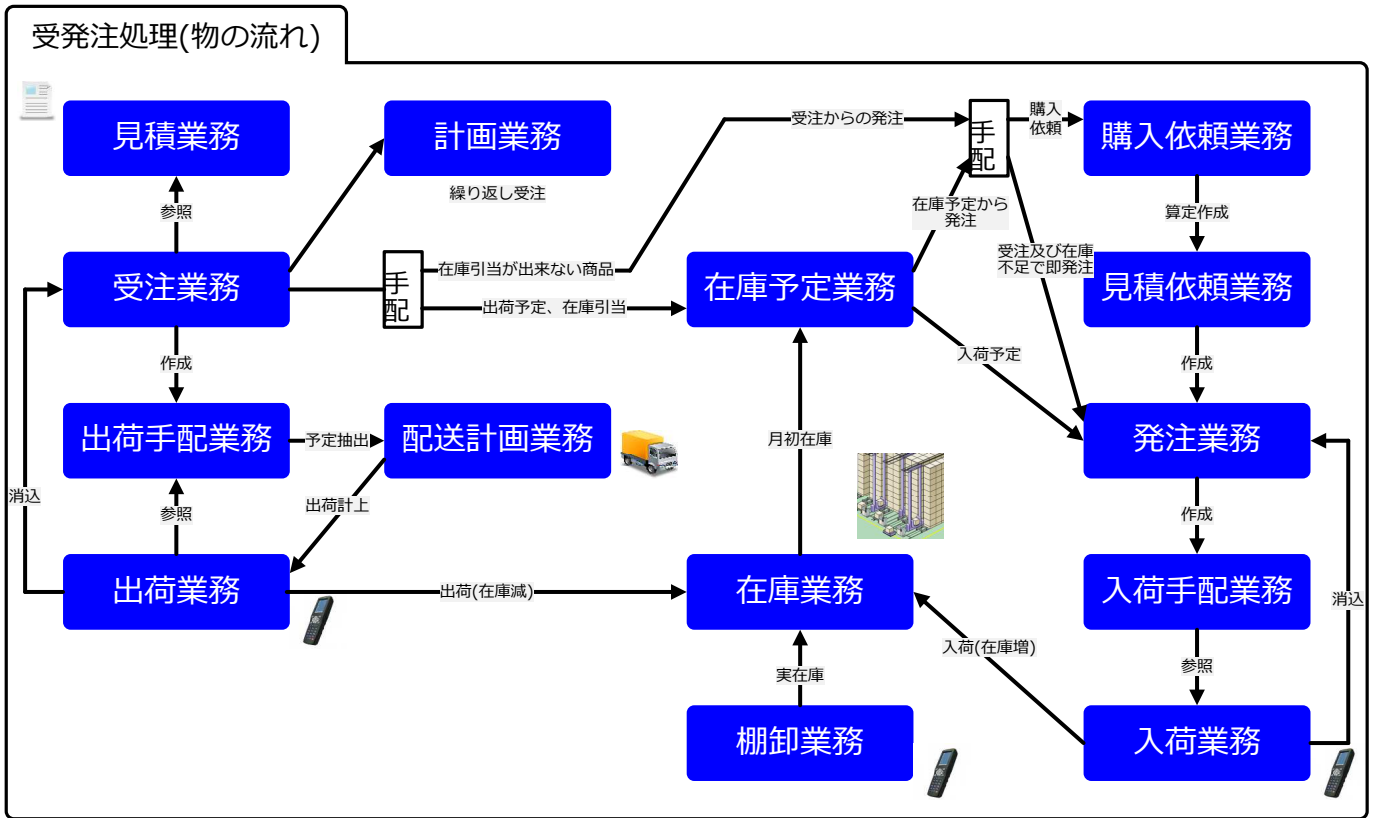 受発注処理(物の流れ)
見積業務
計画業務
繰り返し受注
受注からの発注
手
配
購入
依頼
購入依頼業務
参照
在庫予定から
発注
算定作成
受注業務
手
配
在庫引当が出来ない商品
出荷予定、在庫引当
在庫予定業務
受注及び在庫
不足で即発注
見積依頼業務
作成
入荷予定
作成
出荷手配業務
予定抽出
配送計画業務
月初在庫
発注業務
消込
参照
出荷計上
作成
出荷業務
出荷(在庫減)
在庫業務
入荷手配業務
消込
実在庫
入荷(在庫増)
参照
棚卸業務
入荷業務